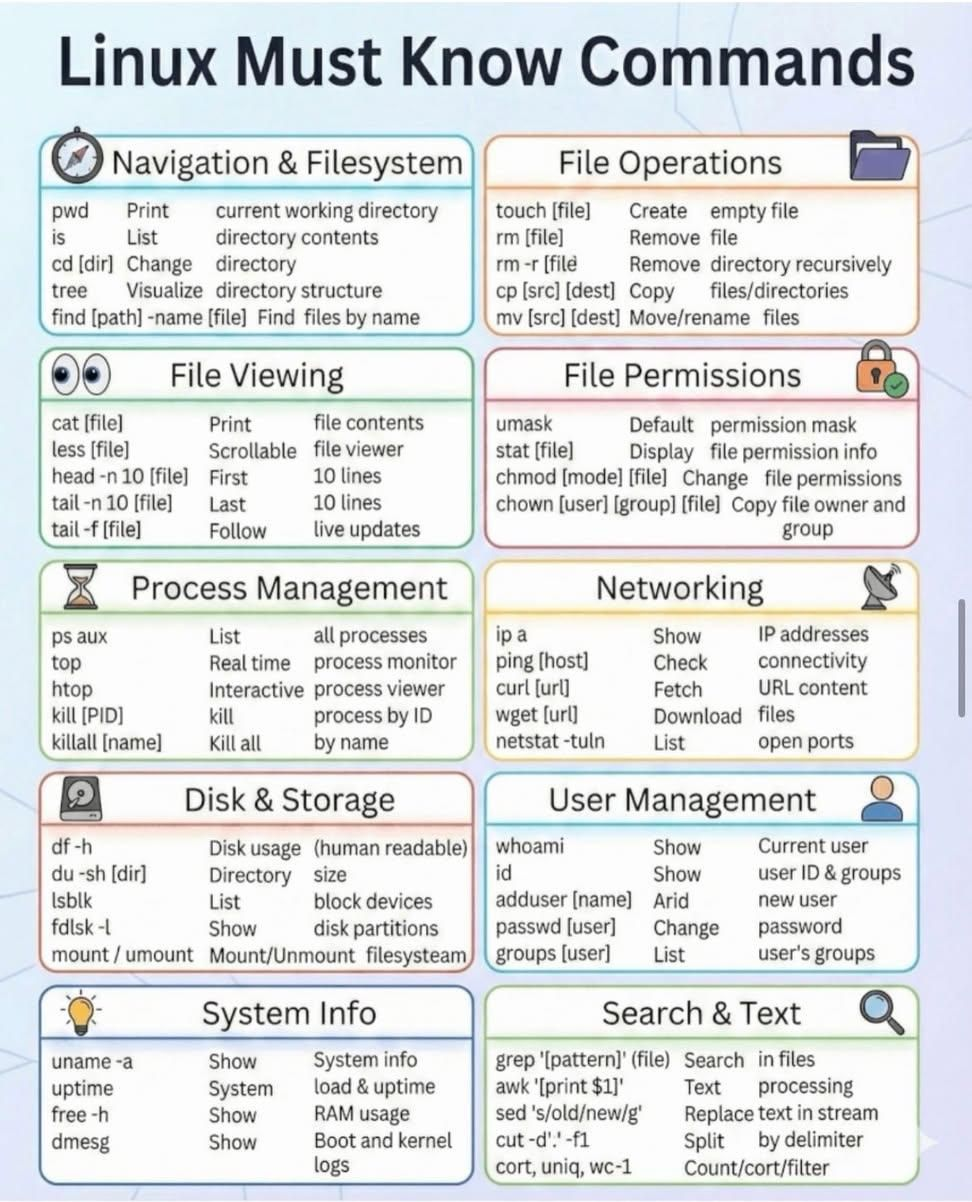 Linux Must Know Commands
Navigation & Filesystem
pwd Print current working directory
is List directory contents
cd [dir] Change directory
tree Visualize directory structure
find [path] -name [file] Find files by name
File Operations
touch [file] Create empty file
rm [file] Remove file
rm -r [file Remove directory recursively
cp [src] [dest] Copy files/directories
mv [src] [dest] Move/rename files
File Viewing
cat [file] Print file contents
less [file] Scrollable file viewer
head -n 10 [file] First 10 lines
tail -n 10 [file] Last 10 lines
tail -f [file] Follow live updates
File Permissions
umask Default permission mask
stat [file] Display file permission info
chmod [mode] [file] Change file permissions
chown [user] [group] [file] Copy file owner and
group
Process Management
ps aux List all processes
top Real time process monitor
htop Interactive process viewer
kill [PID] kill process by ID
killall [name] Kill all by name
Networking
ip a Show IP addresses
ping [host] Check connectivity
curl [url] Fetch URL content
wget [url] Download files
netstat -tuln List open ports
Disk & Storage
df -h Disk usage (human readable)
du -sh [dir] Directory size
lsblk List block devices
fdlsk -l Show disk partitions
mount / umount Mount/Unmount filesysteam
User Management
whoami Show Current user
id Show user ID & groups
adduser [name] Arid new user
passwd [user] Change password
groups [user] List user's groups
System Info
uname -a Show System info
uptime System load & uptime
free -h Show RAM usage
dmesg Show Boot and kernel
logs
Search & Text
grep '[pattern]' (file) Search in files
awk '[print $1]' Text processing
sed 's/old/new/g' Replace text in stream
cut -d'.' -f1 Split by delimiter
cort, uniq, wc-1 Count/cort/filter